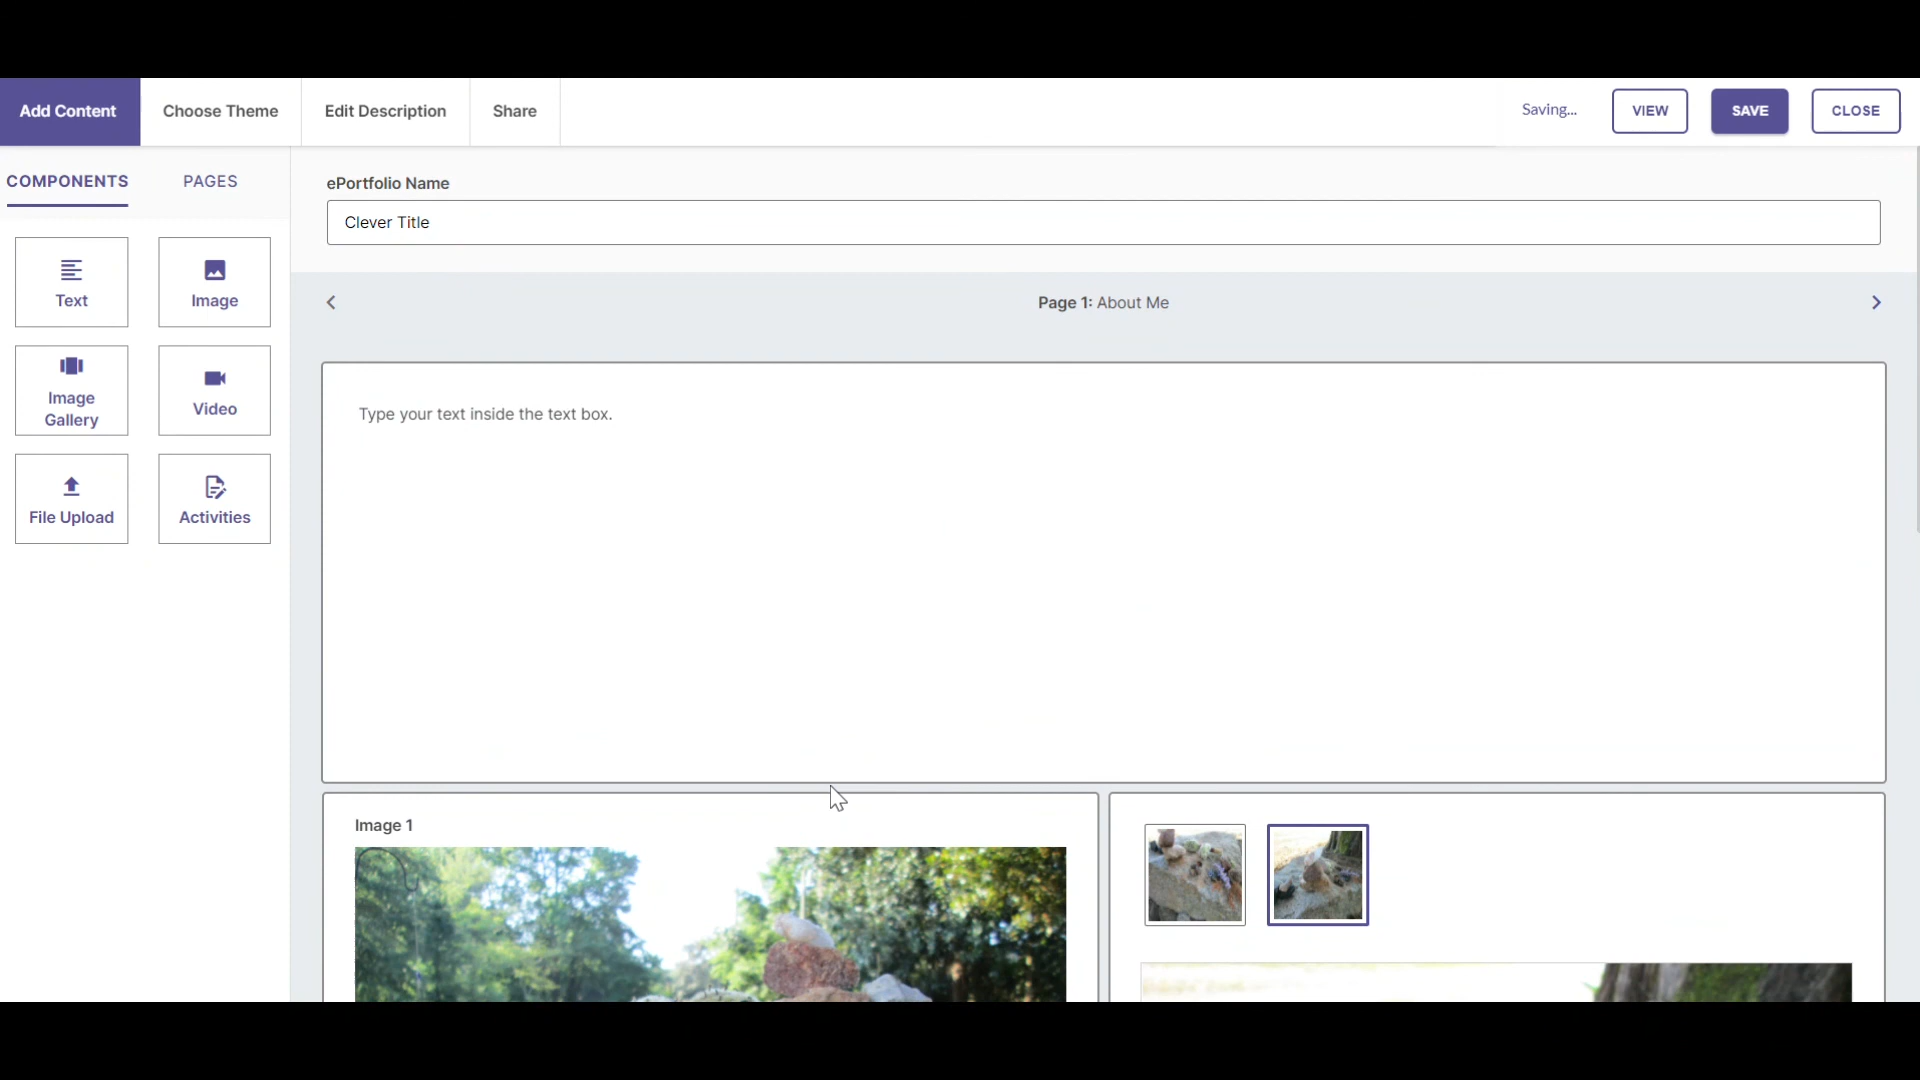 Add Content
Choose Theme
Edit Description
Share
Saving...
VIEW
SAVE
CLOSE
COMPONENTS
PAGES
ePortfolio Name
Clever Title
Text
Image
Page 1: About Me
Image
Gallery
Video
Type your text inside the text box.
File Upload
Activities
Image 1